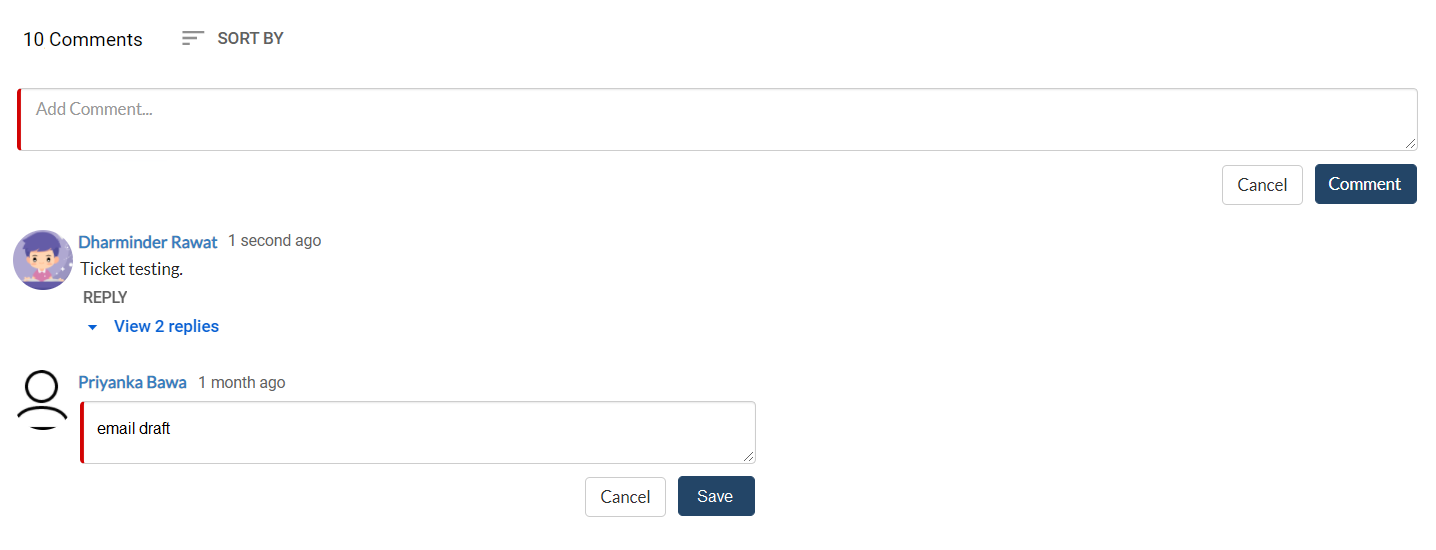 10 Comments SORT BY
Add Comment...
Cancel Comment
Dharminder Rawat 1 second ago
Ticket testing.
REPLY
View 2 replies
Priyanka Bawa 1 month ago
email draft
Cancel Save